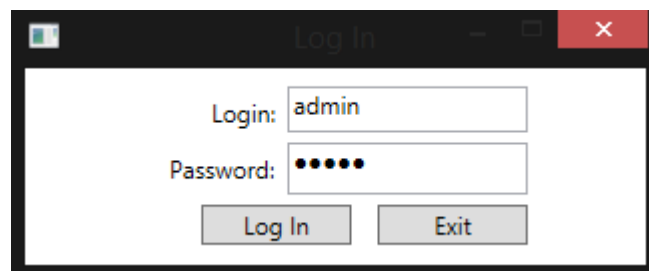 Log In
Login: admin
Password: •••••
Log In Exit